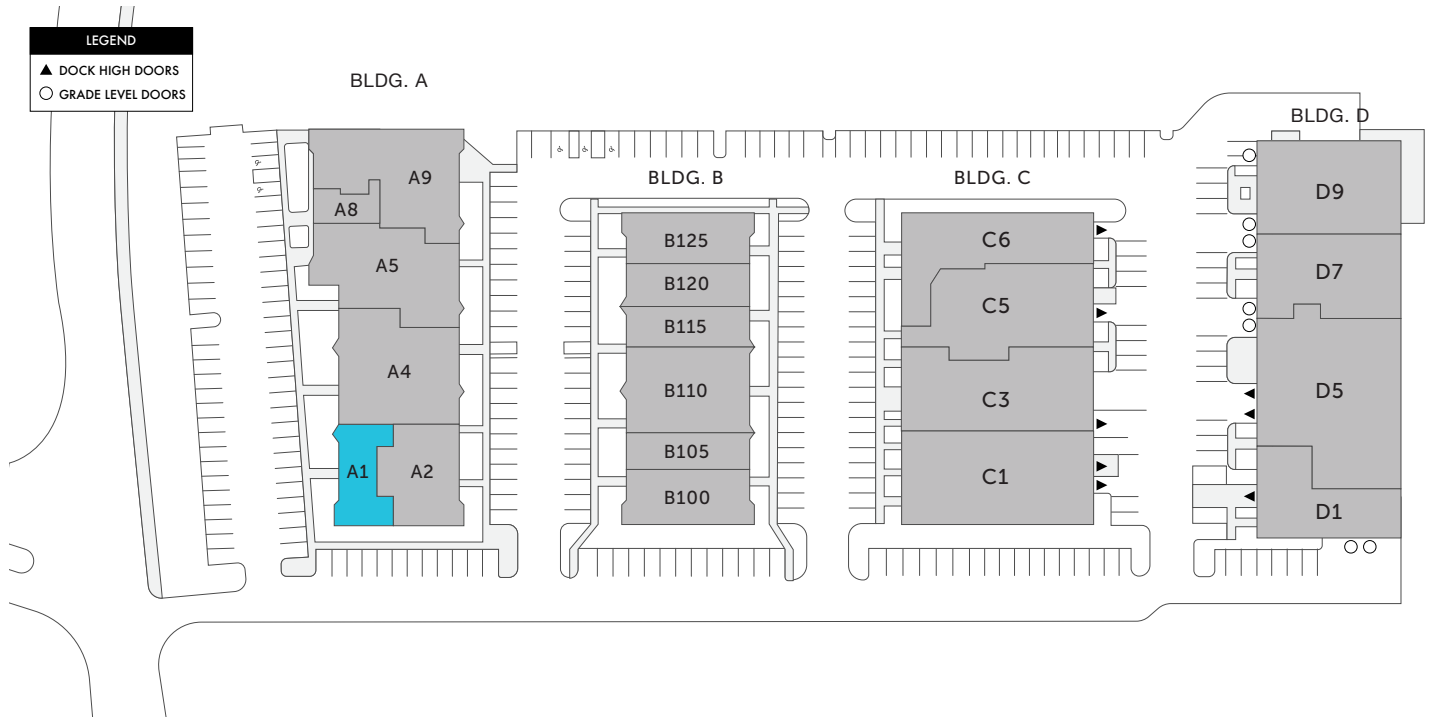 LEGEND
DOCK HIGH DOORS
GRADE LEVEL DOORS
BLDG. A
A9
A8
A5
A4
A1
A2
BLDG. B
B125
B120
B115
B110
B105
B100
BLDG. C
C6
C5
C3
C1
BLDG. D
D9
D7
D5
D1